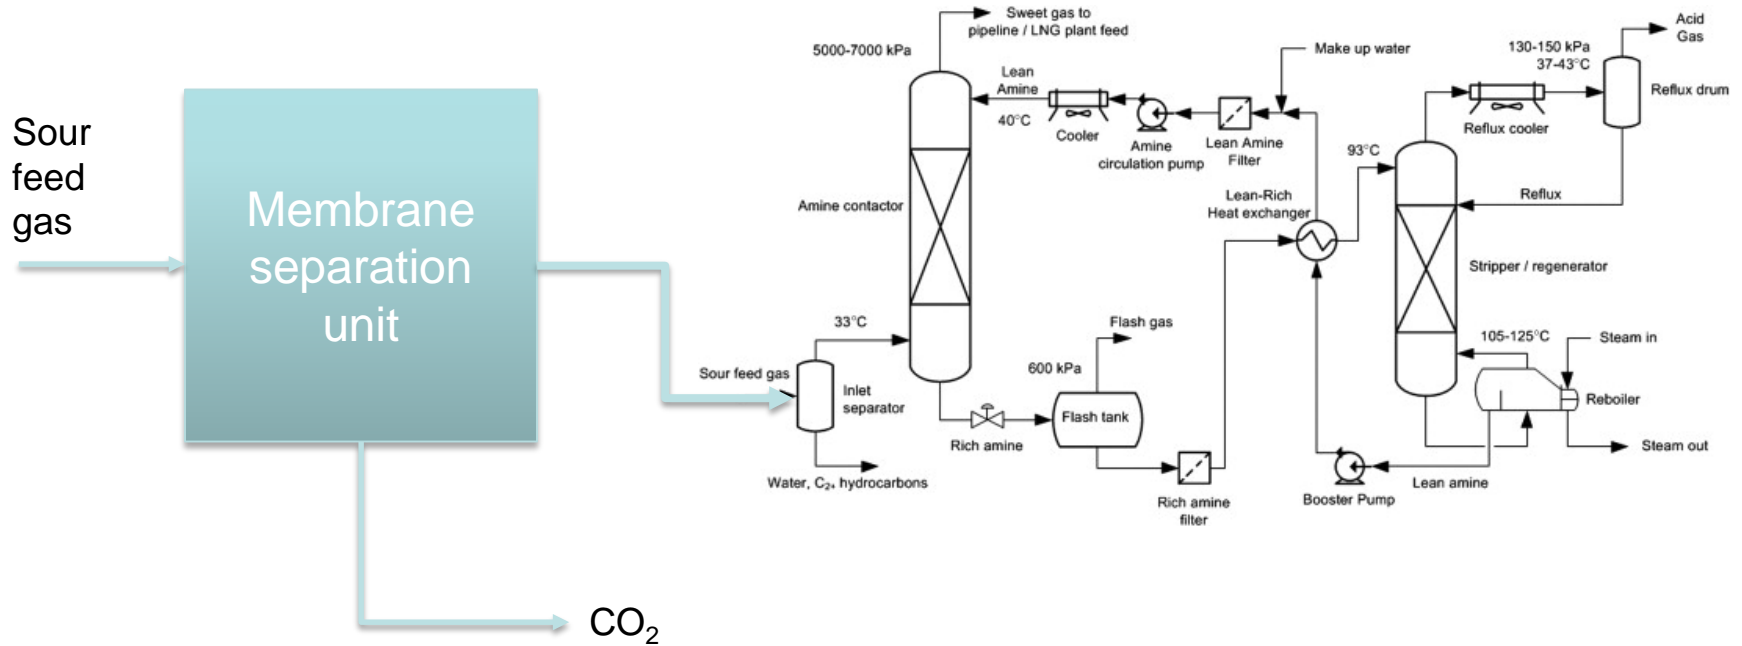 Sour
feed
gas
Membrane
separation
unit
CO₂
Sweet gas to
pipeline / LNG plant feed
5000-7000 kPa
Lean
Amine
40°C
Cooler
Amine
circulation pump
Lean Amine
Filter
Make up water
Amine contactor
33°C
Sour feed gas
Inlet
separator
Water, C₂₊ hydrocarbons
Rich amine
600 kPa
Flash gas
Flash tank
Rich amine
filter
Lean-Rich
Heat exchanger
93°C
Booster Pump
Lean amine
130-150 kPa
37-43°C
Acid
Gas
Reflux drum
Reflux cooler
Reflux
Stripper / regenerator
105-125°C
Steam in
Reboiler
Steam out